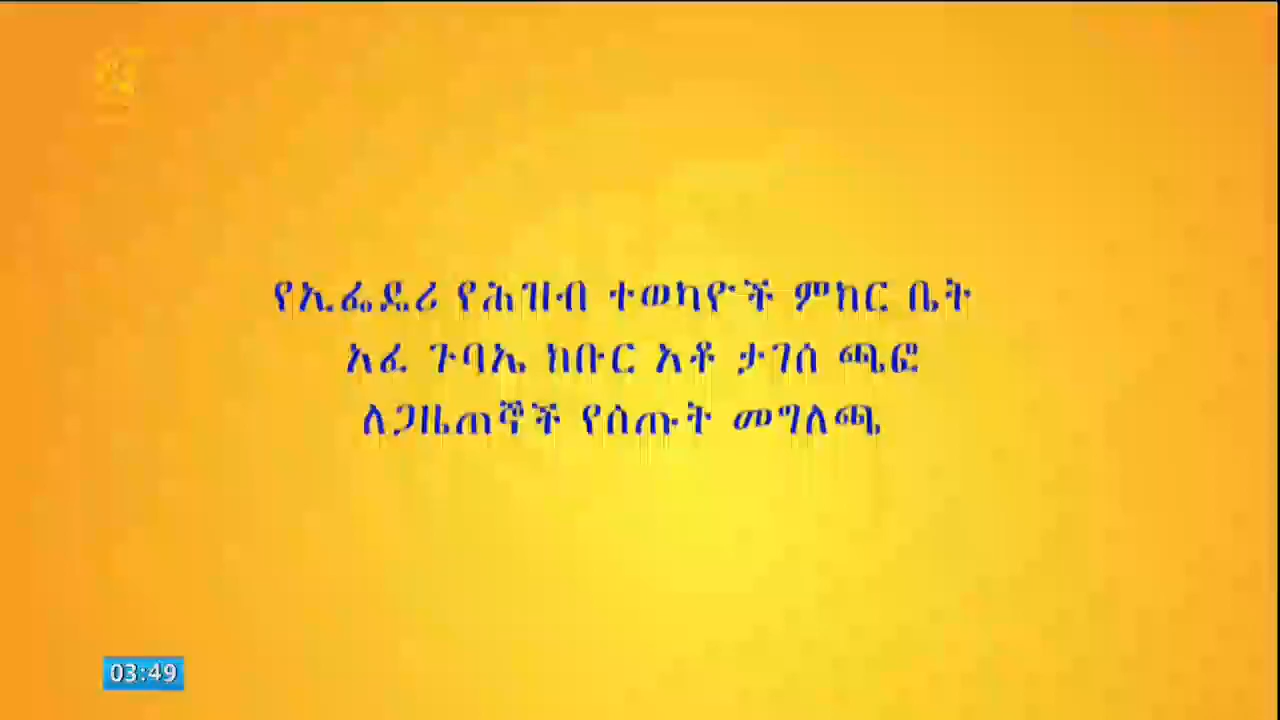 የኢፌዴሪ የሕዝብ ተወካዮች ምክር ቤት
አፈ ጉባኤ ክቡር አቶ ታገሰ ጫፎ
ለጋዜጠኞች የሰጡት መግለጫ
03:49